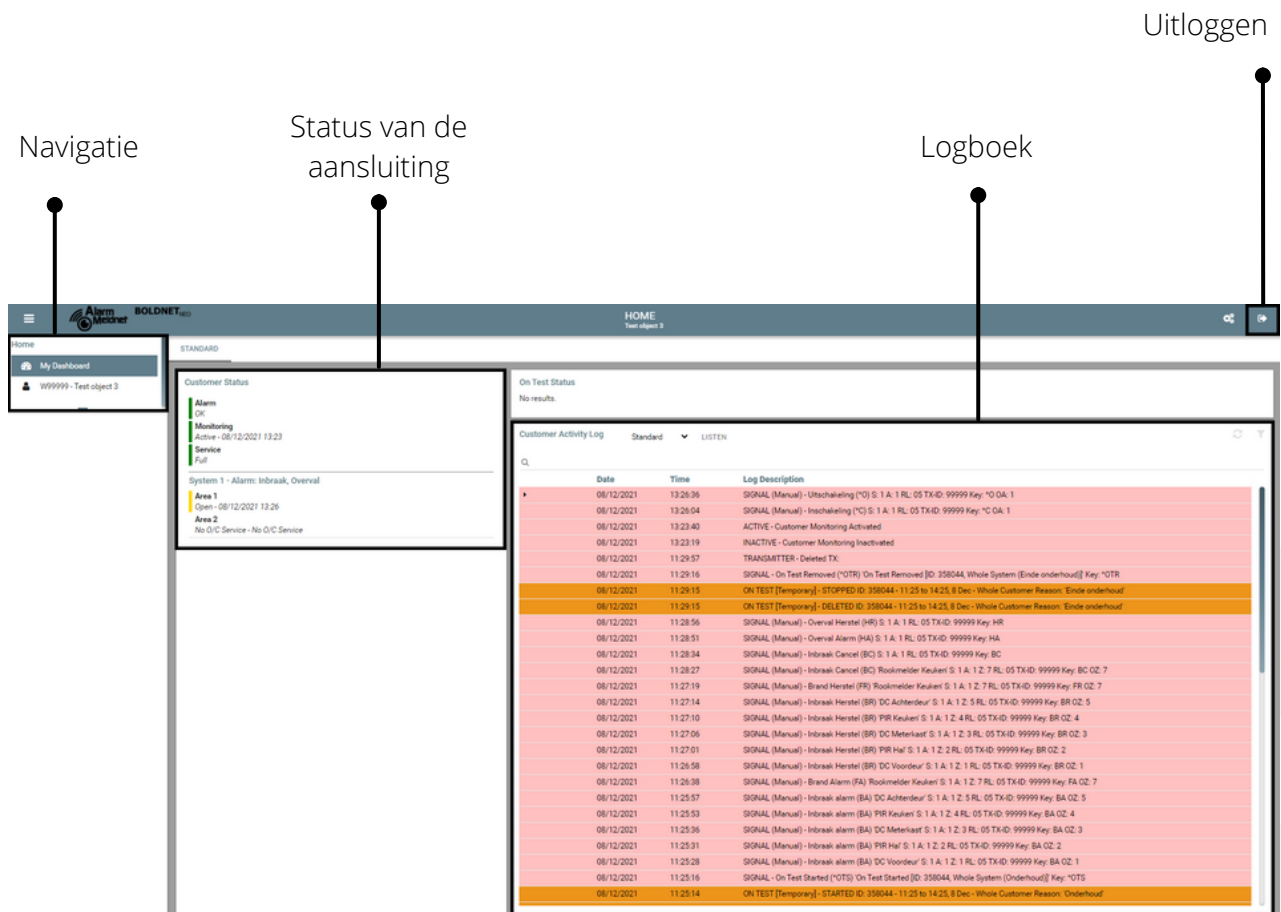 Uitloggen
Navigatie
Status van de
aansluiting
Logboek
Alarm
Meldnet
BOLDNET NEO
HOME
Test object 3
Home
My Dashboard
W99999 - Test object 3
STANDARD
Customer Status
Alarm
OK
Monitoring
Active - 08/12/2021 13:23
Service
Full
System 1 - Alarm: Inbraak, Overval
Area 1
Open - 08/12/2021 13:26
Area 2
No O/C Service - No O/C Service
On Test Status
No results.
Customer Activity Log Standard LISTEN
Date Time Log Description
08/12/2021 13:26:36 SIGNAL (Manual) - Uitschakeling (*O) S: 1 A: 1 RL: 05 TX-ID: 99999 Key: *O OA: 1
08/12/2021 13:26:04 SIGNAL (Manual) - Inschakeling (*C) S: 1 A: 1 RL: 05 TX-ID: 99999 Key: *C OA: 1
08/12/2021 13:23:40 ACTIVE - Customer Monitoring Activated
08/12/2021 13:23:19 INACTIVE - Customer Monitoring Inactivated
08/12/2021 11:29:57 TRANSMITTER - Deleted TX:
08/12/2021 11:29:16 SIGNAL - On Test Removed (*OTR) 'On Test Removed [ID: 358044, Whole System (Einde onderhoud)]' Key: *OTR
08/12/2021 11:29:15 ON TEST [Temporary] - STOPPED ID: 358044 - 11:25 to 14:25, 8 Dec - Whole Customer Reason: 'Einde onderhoud'
08/12/2021 11:29:15 ON TEST [Temporary] - DELETED ID: 358044 - 11:25 to 14:25, 8 Dec - Whole Customer Reason: 'Einde onderhoud'
08/12/2021 11:28:56 SIGNAL (Manual) - Overval Herstel (HR) S: 1 A: 1 RL: 05 TX-ID: 99999 Key: HR
08/12/2021 11:28:51 SIGNAL (Manual) - Overval Alarm (HA) S: 1 A: 1 RL: 05 TX-ID: 99999 Key: HA
08/12/2021 11:28:34 SIGNAL (Manual) - Inbraak Cancel (BC) S: 1 A: 1 RL: 05 TX-ID: 99999 Key: BC
08/12/2021 11:28:27 SIGNAL (Manual) - Inbraak Cancel (BC) 'Rookmelder Keuken' S: 1 A: 1 Z: 7 RL: 05 TX-ID: 99999 Key: BC OZ: 7
08/12/2021 11:27:19 SIGNAL (Manual) - Brand Herstel (FR) 'Rookmelder Keuken' S: 1 A: 1 Z: 7 RL: 05 TX-ID: 99999 Key: FR OZ: 7
08/12/2021 11:27:14 SIGNAL (Manual) - Inbraak Herstel (BR) 'DC Achterdeur' S: 1 A: 1 Z: 5 RL: 05 TX-ID: 99999 Key: BR OZ: 5
08/12/2021 11:27:10 SIGNAL (Manual) - Inbraak Herstel (BR) 'PIR Keuken' S: 1 A: 1 Z: 4 RL: 05 TX-ID: 99999 Key: BR OZ: 4
08/12/2021 11:27:06 SIGNAL (Manual) - Inbraak Herstel (BR) 'DC Meterkast' S: 1 A: 1 Z: 3 RL: 05 TX-ID: 99999 Key: BR OZ: 3
08/12/2021 11:27:01 SIGNAL (Manual) - Inbraak Herstel (BR) 'PIR Hal' S: 1 A: 1 Z: 2 RL: 05 TX-ID: 99999 Key: BR OZ: 2
08/12/2021 11:26:58 SIGNAL (Manual) - Inbraak Herstel (BR) 'DC Voordeur' S: 1 A: 1 Z: 1 RL: 05 TX-ID: 99999 Key: BR OZ: 1
08/12/2021 11:26:38 SIGNAL (Manual) - Brand Alarm (FA) 'Rookmelder Keuken' S: 1 A: 1 Z: 7 RL: 05 TX-ID: 99999 Key: FA OZ: 7
08/12/2021 11:25:57 SIGNAL (Manual) - Inbraak alarm (BA) 'DC Achterdeur' S: 1 A: 1 Z: 5 RL: 05 TX-ID: 99999 Key: BA OZ: 5
08/12/2021 11:25:53 SIGNAL (Manual) - Inbraak alarm (BA) 'PIR Keuken' S: 1 A: 1 Z: 4 RL: 05 TX-ID: 99999 Key: BA OZ: 4
08/12/2021 11:25:36 SIGNAL (Manual) - Inbraak alarm (BA) 'DC Meterkast' S: 1 A: 1 Z: 3 RL: 05 TX-ID: 99999 Key: BA OZ: 3
08/12/2021 11:25:31 SIGNAL (Manual) - Inbraak alarm (BA) 'PIR Hal' S: 1 A: 1 Z: 2 RL: 05 TX-ID: 99999 Key: BA OZ: 2
08/12/2021 11:25:28 SIGNAL (Manual) - Inbraak alarm (BA) 'DC Voordeur' S: 1 A: 1 Z: 1 RL: 05 TX-ID: 99999 Key: BA OZ: 1
08/12/2021 11:25:16 SIGNAL - On Test Started (*OTS) 'On Test Started [ID: 358044, Whole System (Onderhoud)]' Key: *OTS
08/12/2021 11:25:14 ON TEST [Temporary] - STARTED ID: 358044 - 11:25 to 14:25, 8 Dec - Whole Customer Reason: 'Onderhoud'